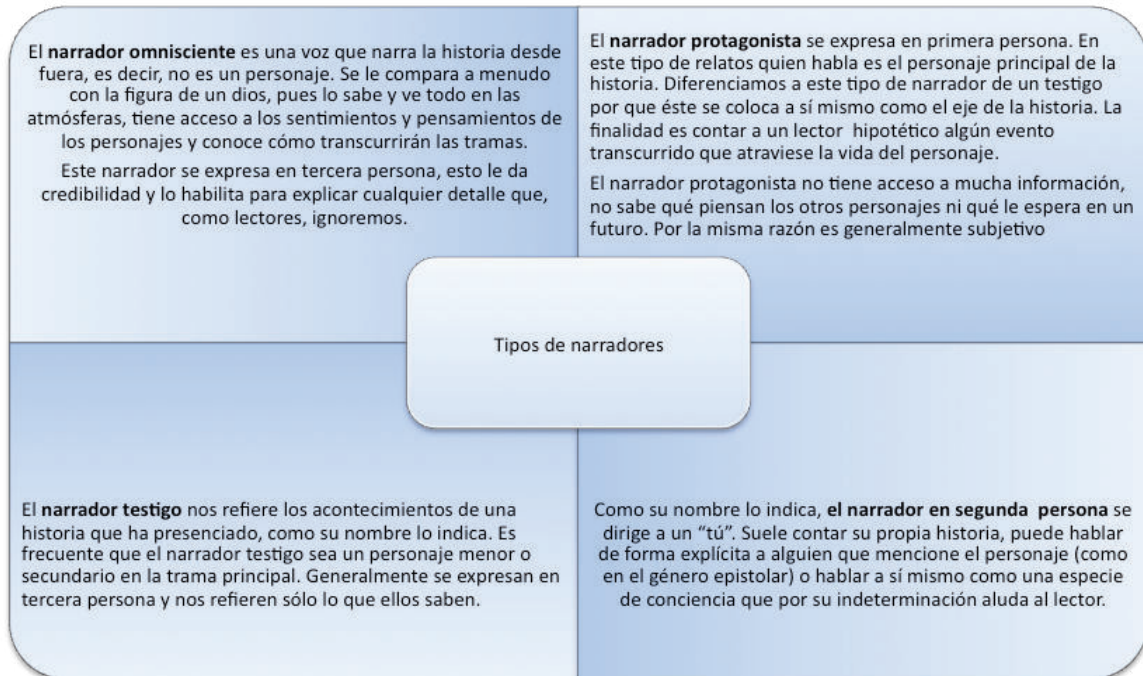 El narrador omnisciente es una voz que narra la historia desde
fuera, es decir, no es un personaje. Se le compara a menudo
con la figura de un dios, pues lo sabe y ve todo en las
atmósferas, tiene acceso a los sentimientos y pensamientos de
los personajes y conoce cómo transcurrirán las tramas.
Este narrador se expresa en tercera persona, esto le da
credibilidad y lo habilita para explicar cualquier detalle que,
como lectores, ignoremos.
El narrador protagonista se expresa en primera persona. En
este tipo de relatos quien habla es el personaje principal de la
historia. Diferenciamos a este tipo de narrador de un testigo
por que éste se coloca a sí mismo como el eje de la historia. La
finalidad es contar a un lector hipotético algún evento
transcurrido que atraviese la vida del personaje.
El narrador protagonista no tiene acceso a mucha información,
no sabe qué piensan los otros personajes ni qué le espera en un
futuro. Por la misma razón es generalmente subjetivo
Tipos de narradores
El narrador testigo nos refiere los acontecimientos de una
historia que ha presenciado, como su nombre lo indica. Es
frecuente que el narrador testigo sea un personaje menor o
secundario en la trama principal. Generalmente se expresan en
tercera persona y nos refieren sólo lo que ellos saben.
Como su nombre lo indica, el narrador en segunda persona se
dirige a un “tú”. Suele contar su propia historia, puede hablar
de forma explícita a alguien que mencione el personaje (como
en el género epistolar) o hablar a sí mismo como una especie
de conciencia que por su indeterminación aluda al lector.